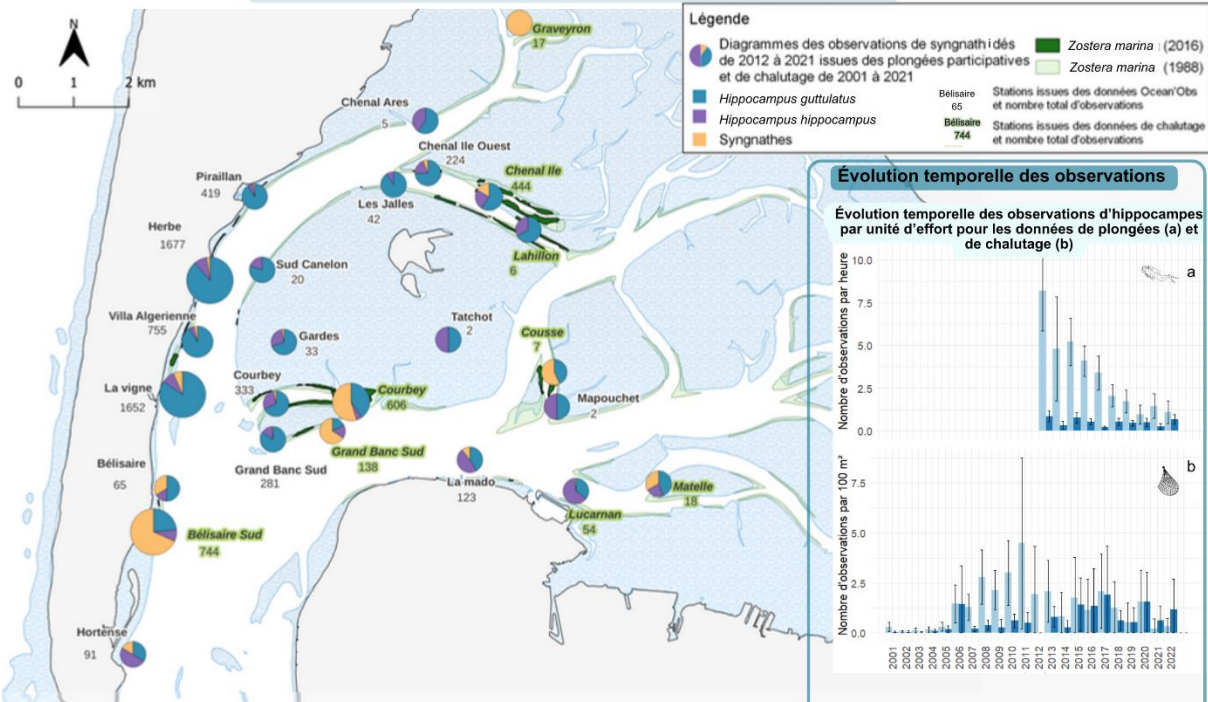 N
0 1 2 km
Graveyron
17
Chenal Ares
5
Chenal Ile Ouest
224
Chenal Ile
444
Piraillan
419
Les Jalles
42
Herbe
1677
Lahillon
6
Sud Canelon
20
Villa Algerienne
755
Gardes
33
Tatchot
2
Cousse
7
La vigne
1652
Courbey
333
Courbey
606
Mapouchet
2
Grand Banc Sud
138
Bélisaire
65
Grand Banc Sud
281
La mado
123
Matelle
18
Lucarnan
54
Bélisaire Sud
744
Hortense
91
Légende
Diagrammes des observations de syngnathidés
de 2012 à 2021 issues des plongées participatives
et de chalutage de 2001 à 2021
Hippocampus guttulatus
Hippocampus hippocampus
Syngnathes
Zostera marina (2016)
Zostera marina (1988)
Bélisaire
65
Stations issues des données Ocean'Obs
et nombre total d'observations
Bélisaire
744
Stations issues des données de chalutage
et nombre total d'observations
Évolution temporelle des observations
Évolution temporelle des observations d'hippocampes
par unité d'effort pour les données de plongées (a) et
de chalutage (b)
Nombre d'observations par heure
10.0
7.5
5.0
2.5
0.0
a
Nombre d'observations par 100 m²
7.5
5.0
2.5
0.0
b
2001
2002
2003
2004
2005
2006
2007
2008
2009
2010
2011
2012
2013
2014
2015
2016
2017
2018
2019
2020
2021
2022